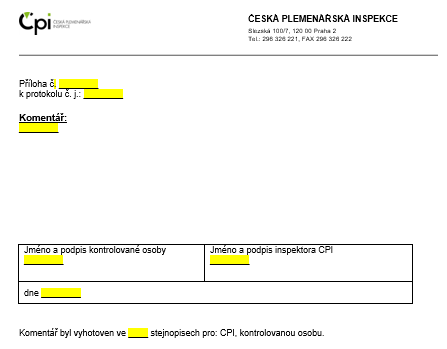 Čpi ČESKÁ PLEMENÁŘSKÁ
INSPEKCE
ČESKÁ PLEMENÁŘSKÁ INSPEKCE
Slezská 100/7, 120 00 Praha 2
Tel.: 296 326 221, FAX 296 326 222
Příloha č.
k protokolu č. j.:
Komentář:
Jméno a podpis kontrolované osoby
Jméno a podpis inspektora CPI
dne
Komentář byl vyhotoven ve stejnopisech pro: CPI, kontrolovanou osobu.